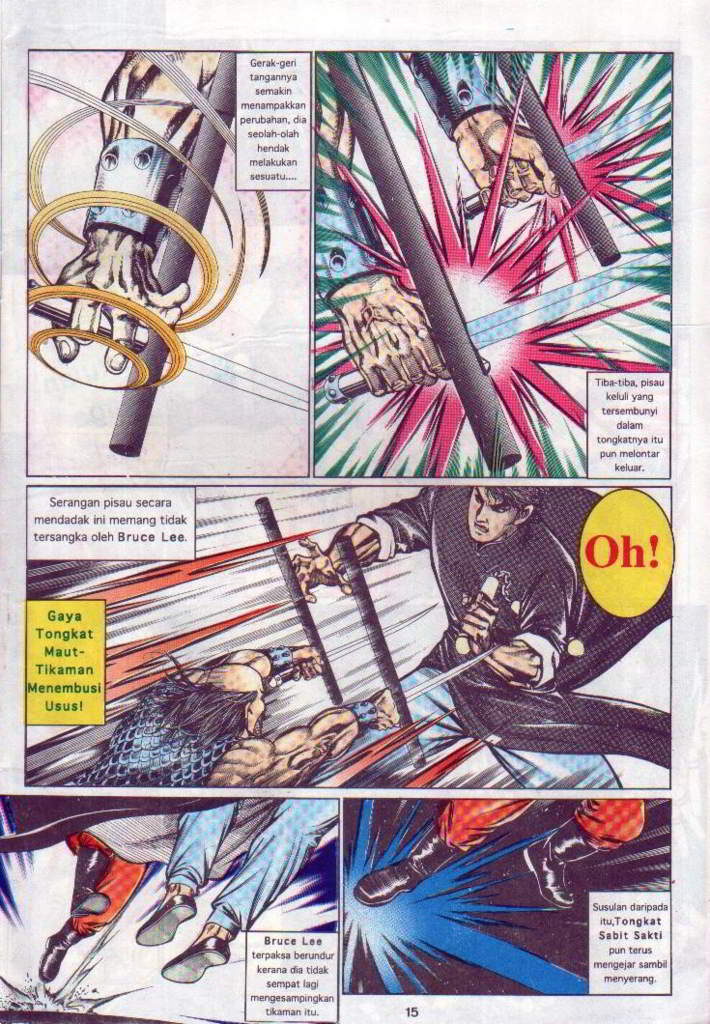 Gerak-geri
tangannya
semakin
menampakkan
perubahan, dia
seolah-olah
hendak
melakukan
sesuatu....
Tiba-tiba, pisau
keluli yang
tersembunyi
dalam
tongkatnya itu
pun melontar
keluar.
Serangan pisau secara
mendadak ini memang tidak
tersangka oleh Bruce Lee.
Oh!
Gaya
Tongkat
Maut-
Tikaman
Menembusi
Usus!
Bruce Lee
terpaksa berundur
kerana dia tidak
sempat lagi
mengesampingkan
tikaman itu.
Susulan daripada
itu,Tongkat
Sabit Sakti
pun terus
mengejar sambil
menyerang.
15